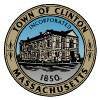 TOWN OF CLINTON
INCORPORATED
1850.
MASSACHUSETTS